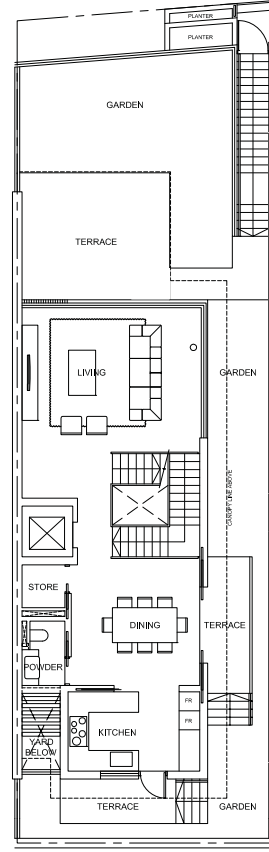 PLANTER
PLANTER
GARDEN
TERRACE
LIVING
GARDEN
CANOPY LINE ABOVE
STORE
DINING
TERRACE
POWDER
FR
FR
KITCHEN
YARD
BELOW
TERRACE
GARDEN